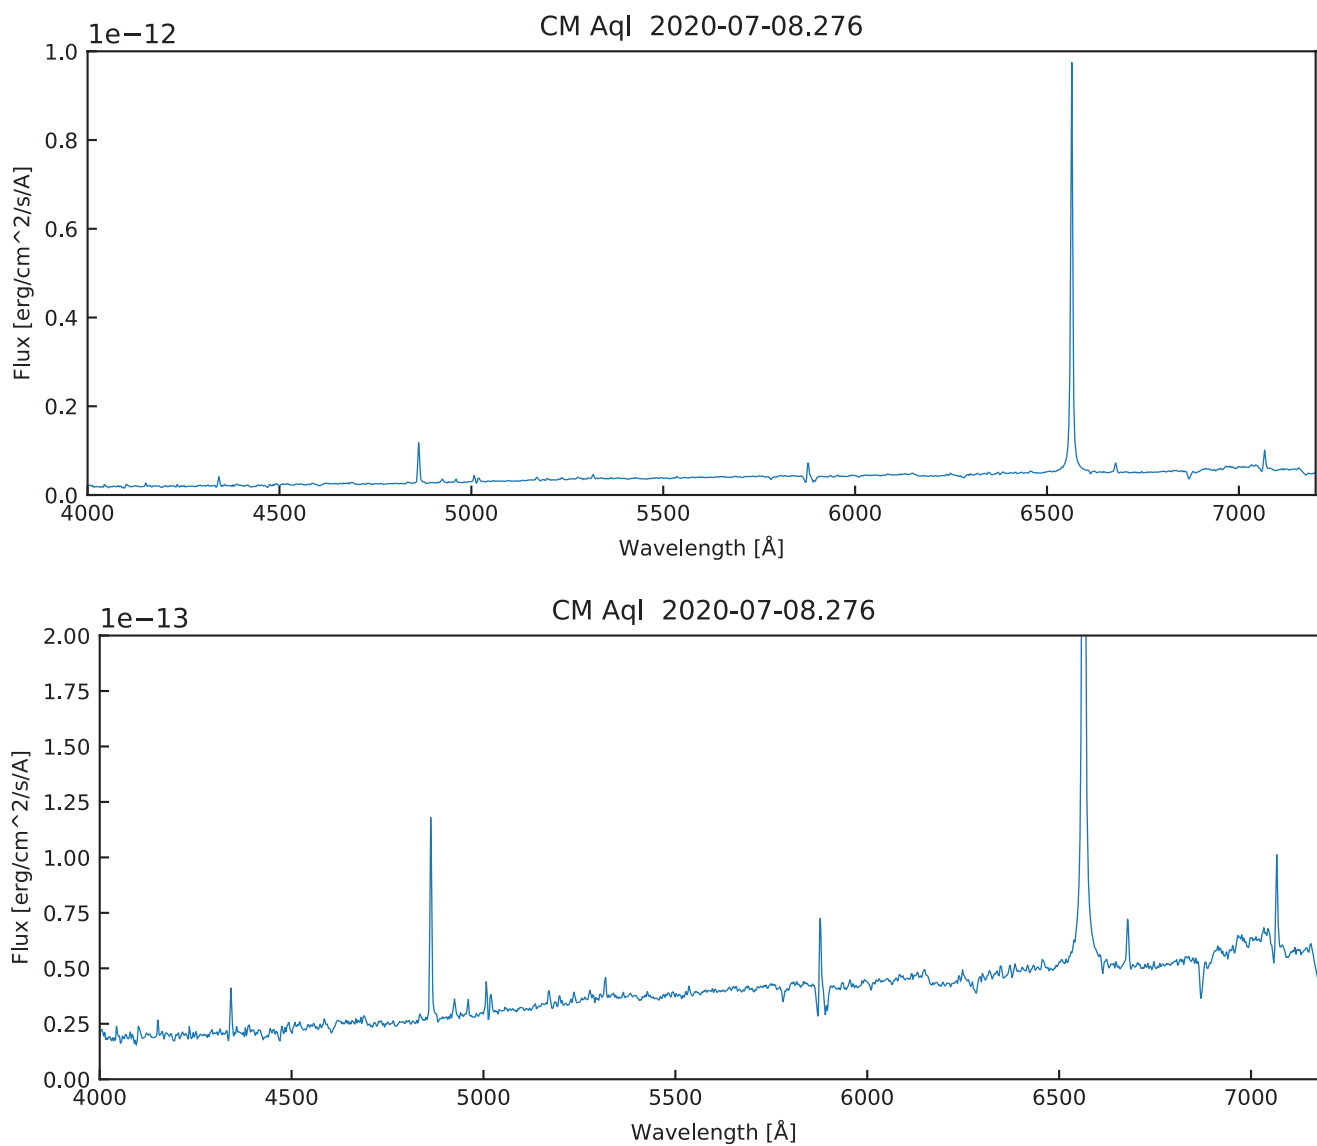 CM Aql 2020-07-08.276
1e−12
1.0
0.8
0.6
0.4
0.2
0.0
Flux [erg/cm^2/s/A]
4000 4500 5000 5500 6000 6500 7000
Wavelength [Å]
CM Aql 2020-07-08.276
1e−13
2.00
1.75
1.50
1.25
1.00
0.75
0.50
0.25
0.00
Flux [erg/cm^2/s/A]
4000 4500 5000 5500 6000 6500 7000
Wavelength [Å]